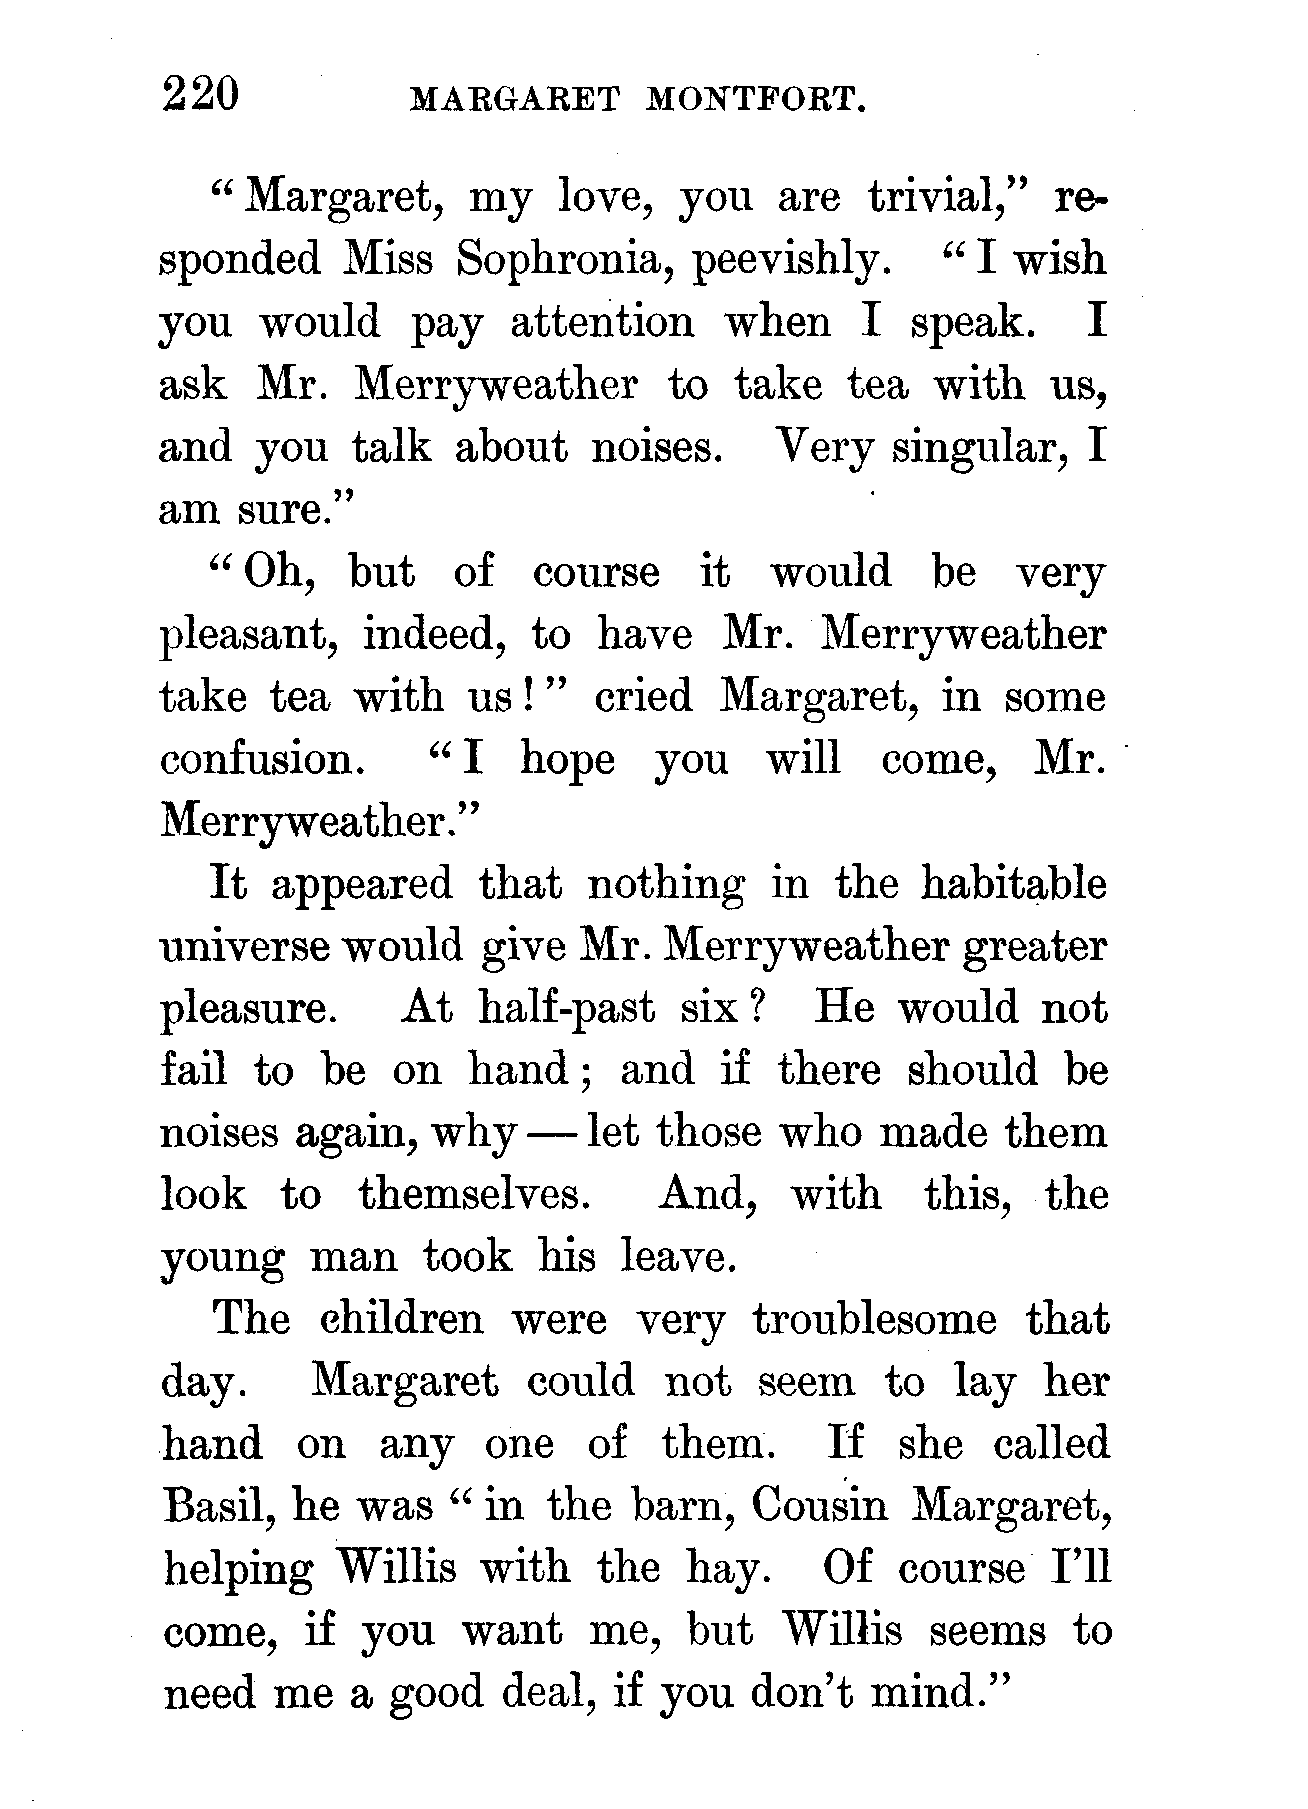 220 MARGARET MONTFORT.
"Margaret, my love, you are trivial," re-
sponded Miss Sophronia, peevishly. "I wish
you would pay attention when I speak. I
ask Mr. Merryweather to take tea with us,
and you talk about noises. Very singular, I
am sure."
"Oh, but of course it would be very
pleasant, indeed, to have Mr. Merryweather
take tea with us!" cried Margaret, in some
confusion. "I hope you will come, Mr.
Merryweather."
It appeared that nothing in the habitable
universe would give Mr. Merryweather greater
pleasure. At half-past six? He would not
fail to be on hand; and if there should be
noises again, why — let those who made them
look to themselves. And, with this, the
young man took his leave.
The children were very troublesome that
day. Margaret could not seem to lay her
hand on any one of them. If she called
Basil, he was "in the barn, Cousin Margaret,
helping Willis with the hay. Of course I'll
come, if you want me, but Willis seems to
need me a good deal, if you don't mind."